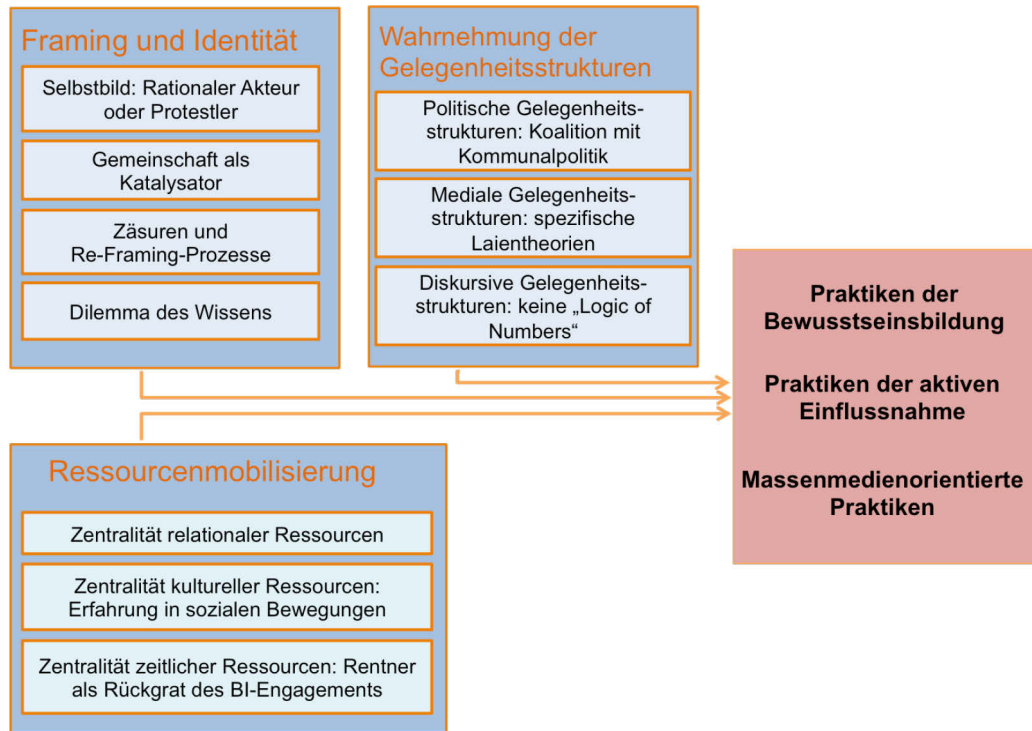 Framing und Identität
Selbstbild: Rationaler Akteur
oder Protestler
Gemeinschaft als
Katalysator
Zäsuren und
Re-Framing-Prozesse
Dilemma des Wissens
Wahrnehmung der
Gelegenheitsstrukturen
Politische Gelegenheits-
strukturen: Koalition mit
Kommunalpolitik
Mediale Gelegenheits-
strukturen: spezifische
Laientheorien
Diskursive Gelegenheits-
strukturen: keine „Logic of
Numbers“
Praktiken der
Bewusstseinsbildung
Praktiken der aktiven
Einflussnahme
Massenmedienorientierte
Praktiken
Ressourcenmobilisierung
Zentralität relationaler Ressourcen
Zentralität kultureller Ressourcen:
Erfahrung in sozialen Bewegungen
Zentralität zeitlicher Ressourcen: Rentner
als Rückgrat des BI-Engagements